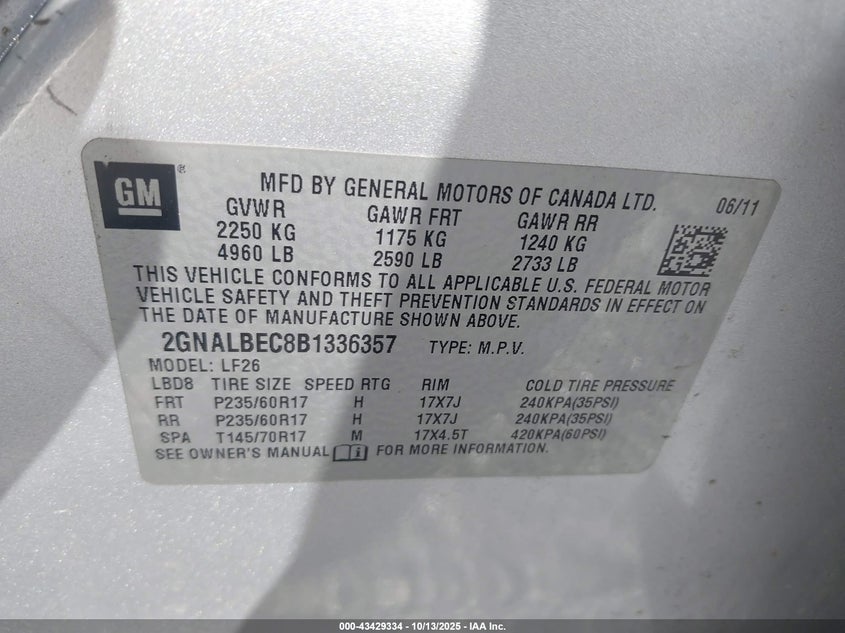 GM®
MFD BY GENERAL MOTORS OF CANADA LTD. 06/11
GVWR GAWR FRT GAWR RR
2250 KG 1175 KG 1240 KG
4960 LB 2590 LB 2733 LB
THIS VEHICLE CONFORMS TO ALL APPLICABLE U.S. FEDERAL MOTOR
VEHICLE SAFETY AND THEFT PREVENTION STANDARDS IN EFFECT ON
THE DATE OF MANUFACTURE SHOWN ABOVE.
2GNALBEC8B1336357 TYPE: M.P.V.
MODEL: LF26
LBD8 TIRE SIZE SPEED RTG RIM COLD TIRE PRESSURE
FRT P235/60R17 H 17X7J 240KPA(35PSI)
RR P235/60R17 H 17X7J 240KPA(35PSI)
SPA T145/70R17 M 17X4.5T 420KPA(60PSI)
SEE OWNER'S MANUAL FOR MORE INFORMATION.
000-43429334 - 10/13/2025 - IAA Inc.